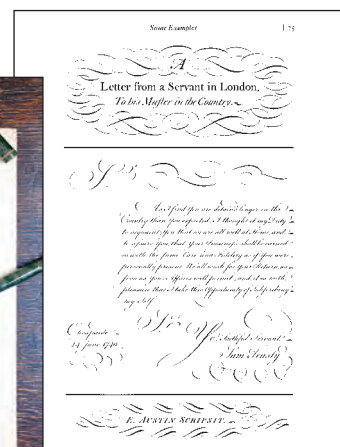 Some Examples | 75
A
Letter from a Servant in London,
To his Master in the Country.
Sir
As I find you are detain'd longer in the
Country than you expected, I thought it my Duty
to acquaint you that we are all well at Home, and
to assure you, that your Business shall be carried
on with the same Care and Fidelity as if you were
personally present. We all wish for your Return, as
soon as your Affairs will permit, and it is with
pleasure that I take this Opportunity of Subscribing
my self
Sir
Cheapside
24 June 1740
Yr. Faithful Servant
Sam Trusty
E. AUSTIN SCRIPSIT.